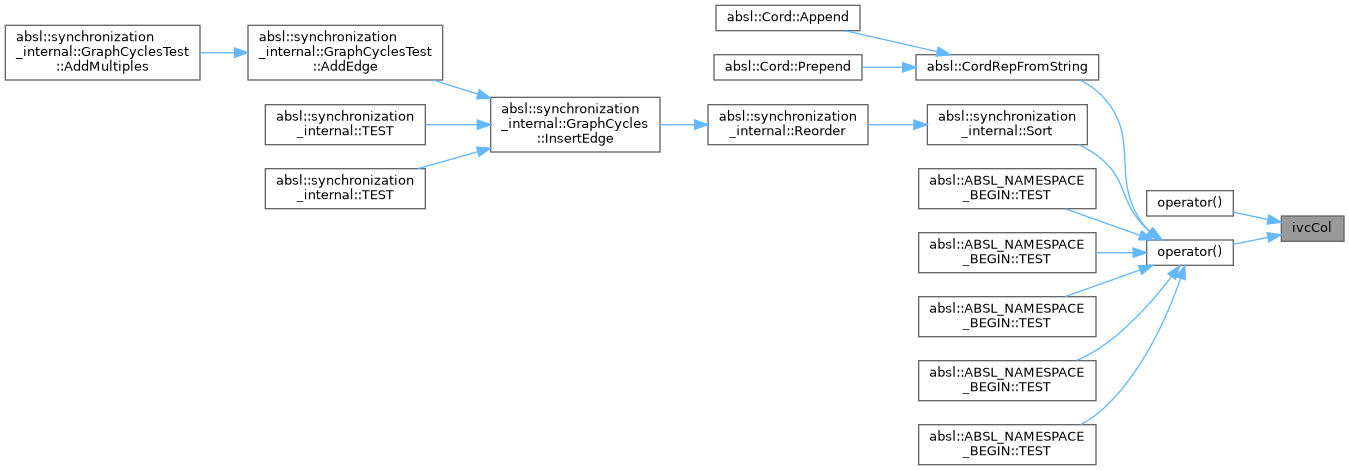 absl::synchronization
_internal::GraphCyclesTest
::AddMultiples
absl::synchronization
_internal::GraphCyclesTest
::AddEdge
absl::synchronization
_internal::TEST
absl::synchronization
_internal::TEST
absl::synchronization
_internal::GraphCycles
::InsertEdge
absl::Cord::Append
absl::Cord::Prepend
absl::synchronization
_internal::Reorder
absl::CordRepFromString
absl::synchronization
_internal::Sort
absl::ABSL_NAMESPACE
_BEGIN::TEST
absl::ABSL_NAMESPACE
_BEGIN::TEST
absl::ABSL_NAMESPACE
_BEGIN::TEST
absl::ABSL_NAMESPACE
_BEGIN::TEST
absl::ABSL_NAMESPACE
_BEGIN::TEST
operator()
operator()
ivcCol